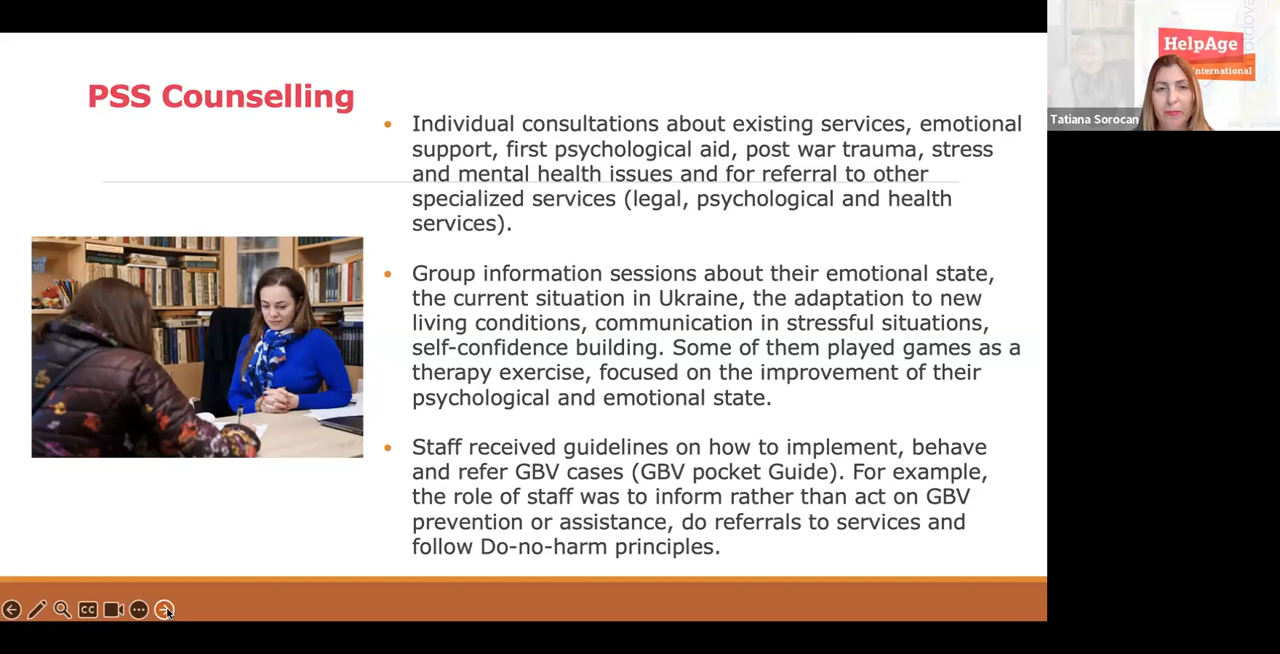 PSS Counselling
• Individual consultations about existing services, emotional
support, first psychological aid, post war trauma, stress
and mental health issues and for referral to other
specialized services (legal, psychological and health
services).
• Group information sessions about their emotional state,
the current situation in Ukraine, the adaptation to new
living conditions, communication in stressful situations,
self-confidence building. Some of them played games as a
therapy exercise, focused on the improvement of their
psychological and emotional state.
• Staff received guidelines on how to implement, behave
and refer GBV cases (GBV pocket Guide). For example,
the role of staff was to inform rather than act on GBV
prevention or assistance, do referrals to services and
follow Do-no-harm principles.
CC
HelpAge
International
Tatiana Sorocan